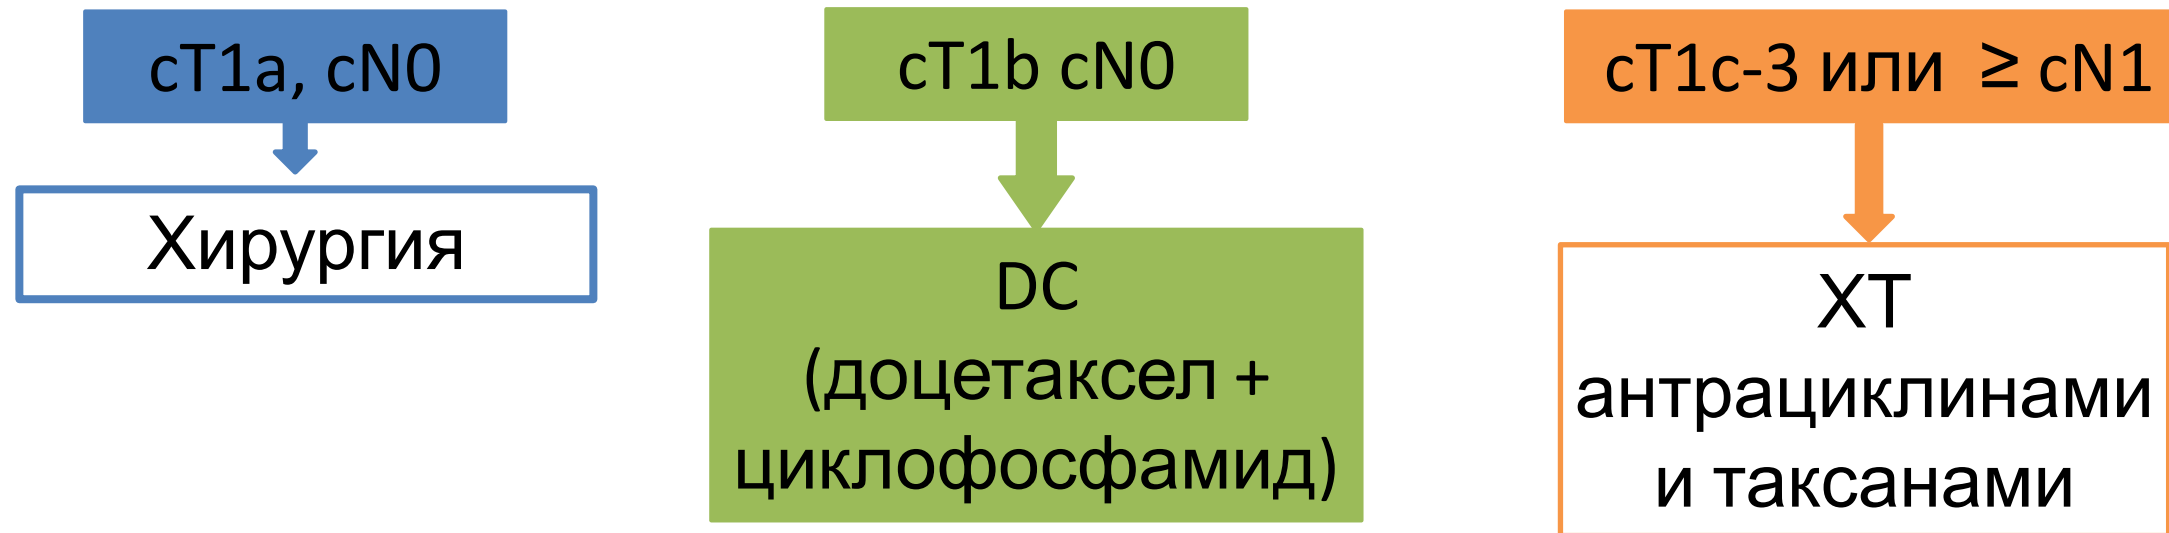 cT1a, cN0
Хирургия
cT1b cN0
DC
(доцетаксел +
циклофосфамид)
cT1c-3 или ≥ cN1
ХТ
антрациклинами
и таксанами